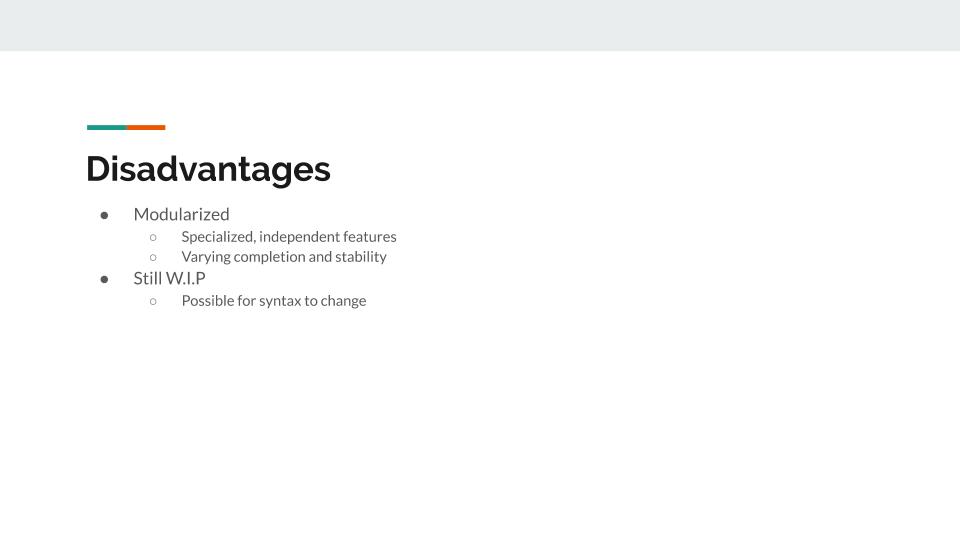 Disadvantages
● Modularized
○ Specialized, independent features
○ Varying completion and stability
● Still W.I.P
○ Possible for syntax to change